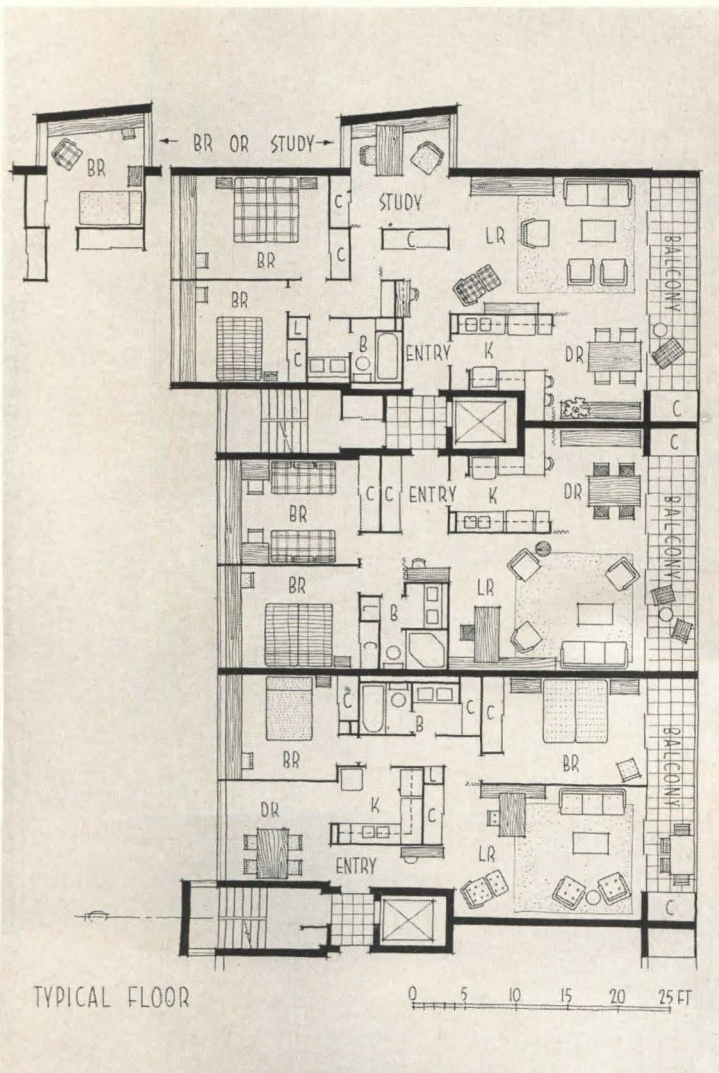 ← BR OR STUDY →
BR
STUDY
C
C
C
BR
LR
BALCONY
BR
L
C
B
ENTRY
K
DR
C
C
ENTRY
K
DR
C
C
BR
BALCONY
BR
L
C
B
LR
C
B
C
C
BR
BR
BALCONY
K
L
C
DR
LR
ENTRY
C
TYPICAL FLOOR
0 5 10 15 20 25 FT